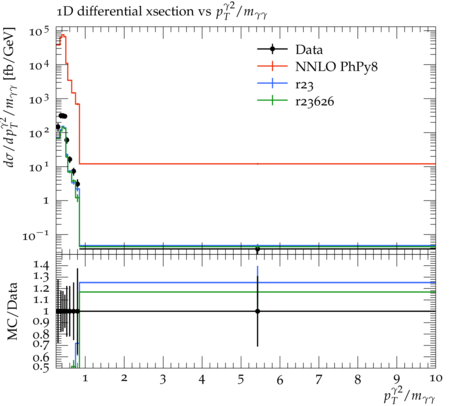 1D differential xsection vs p_T^{γ2}/m_{γγ}
dσ/dp_T^{γ2}/m_{γγ} [fb/GeV]
10^5
10^4
10^3
10^2
10^1
1
10^{−1}
Data
NNLO PhPy8
r23
r23626
MC/Data
1.4
1.3
1.2
1.1
1
0.9
0.8
0.7
0.6
0.5
1 2 3 4 5 6 7 8 9 10
p_T^{γ2}/m_{γγ}